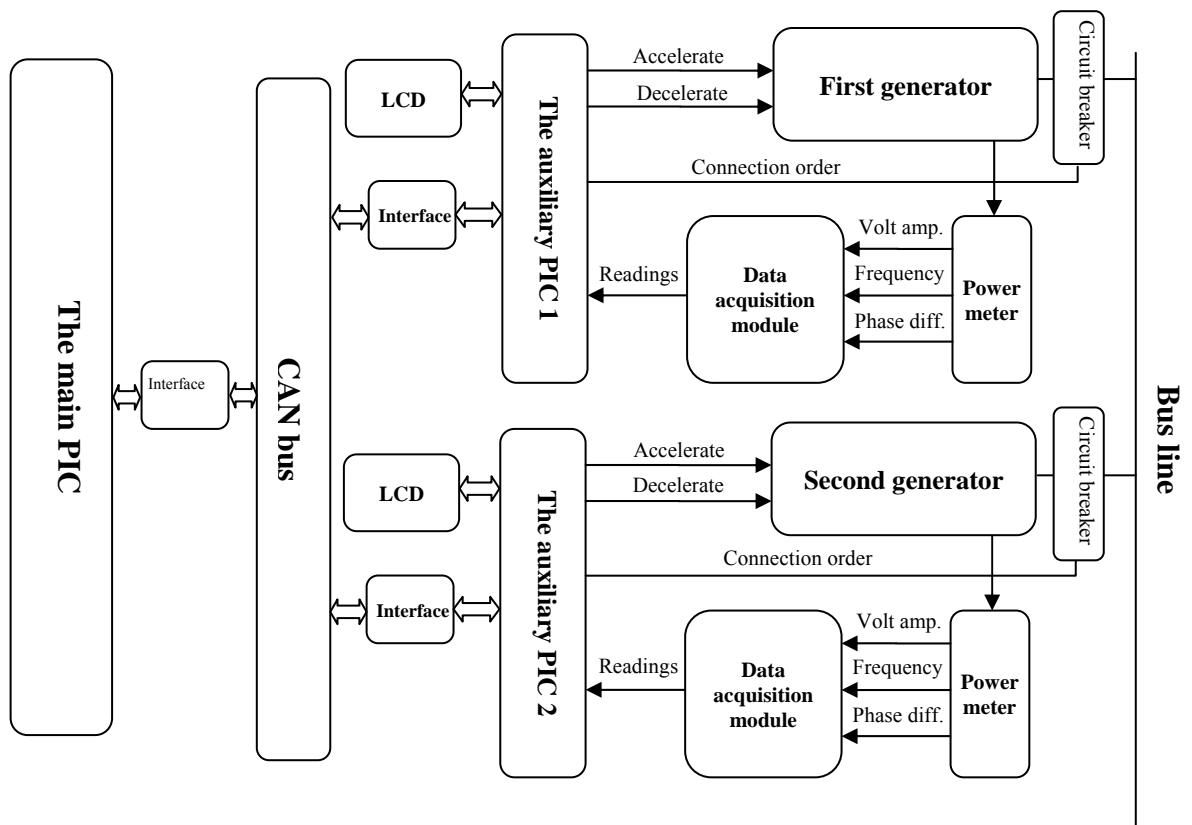 The main PIC
Interface
CAN bus
LCD
Interface
The auxiliary PIC 1
Accelerate
Decelerate
First generator
Circuit breaker
Connection order
Volt amp.
Frequency
Phase diff.
Power
meter
Data
acquisition
module
Readings
LCD
Interface
The auxiliary PIC 2
Accelerate
Decelerate
Second generator
Circuit breaker
Connection order
Volt amp.
Frequency
Phase diff.
Power
meter
Data
acquisition
module
Readings
Bus line